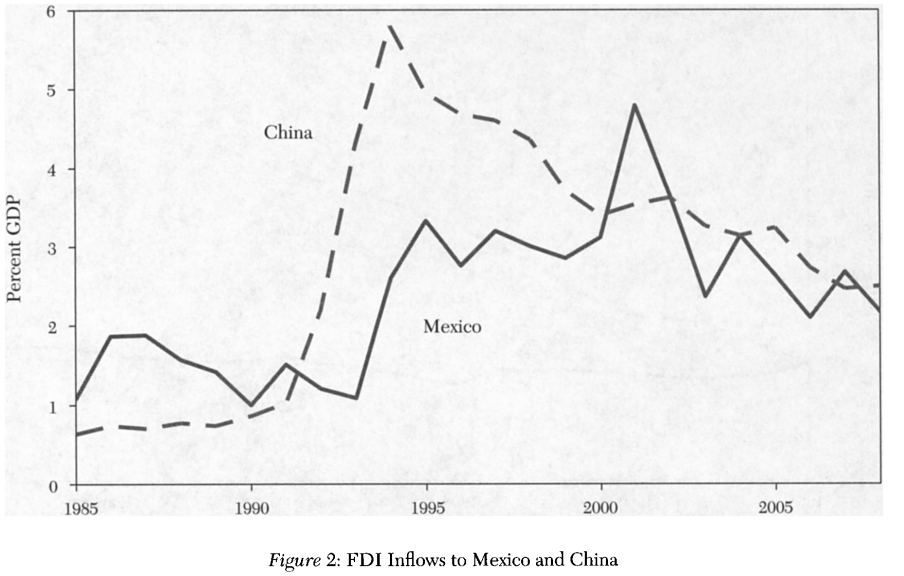 6
5
4
3
2
1
0
Percent GDP
China
Mexico
1985 1990 1995 2000 2005
Figure 2: FDI Inflows to Mexico and China